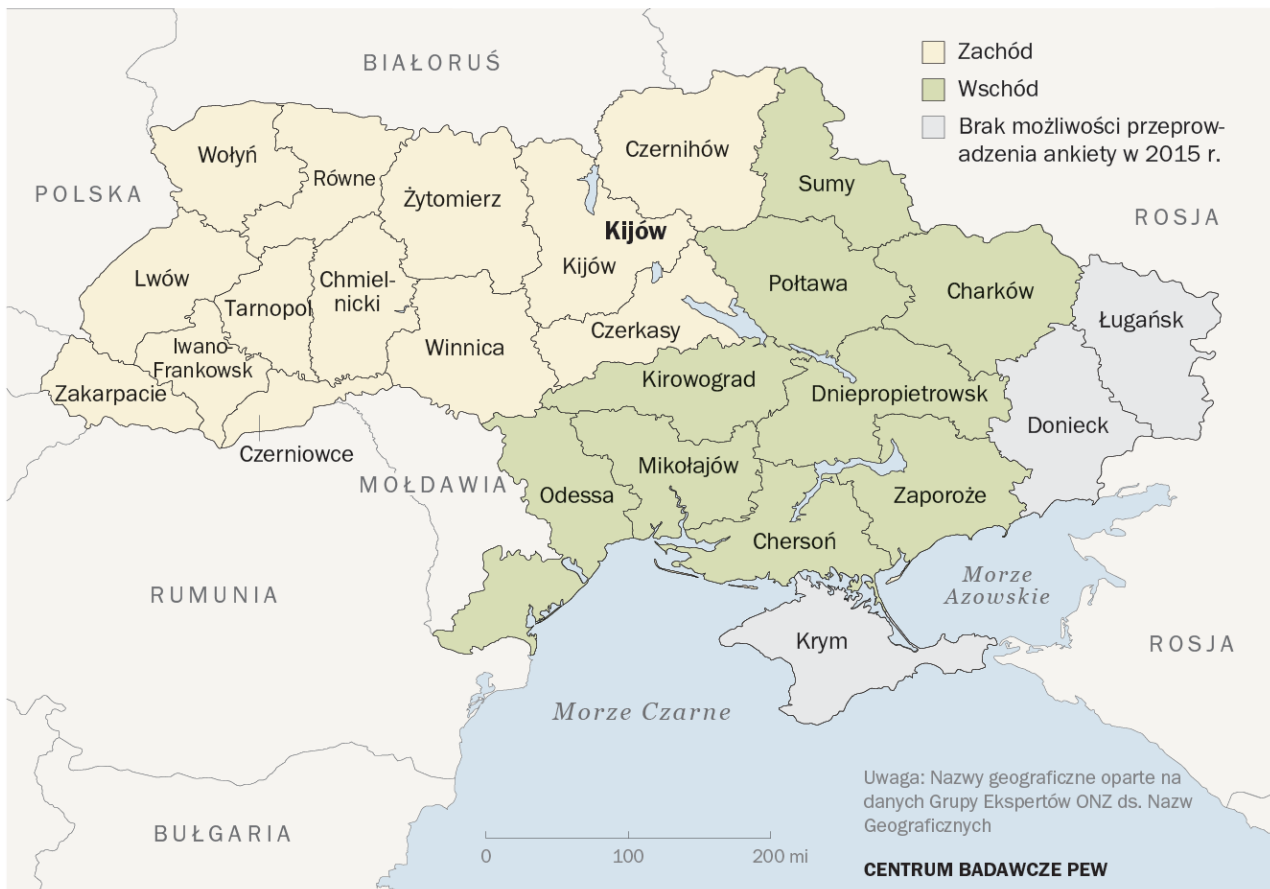 BIAŁORUŚ
Zachód
Wschód
Brak możliwości przeprow-
adzenia ankiety w 2015 r.
POLSKA
ROSJA
Wołyń
Równe
Żytomierz
Czernihów
Sumy
Kijów
Kijów
Lwów
Tarnopol
Chmiel-
nicki
Połtawa
Charków
Ługańsk
Iwano-
Frankowsk
Winnica
Czerkasy
Zakarpacie
Kirowograd
Dniepropietrowsk
Donieck
Czerniowce
MOŁDAWIA
Odessa
Mikołajów
Zaporoże
Chersoń
RUMUNIA
Morze
Azowskie
Krym
ROSJA
Morze Czarne
BUŁGARIA
Uwaga: Nazwy geograficzne oparte na
danych Grupy Ekspertów ONZ ds. Nazw
Geograficznych
0 100 200 mi
CENTRUM BADAWCZE PEW